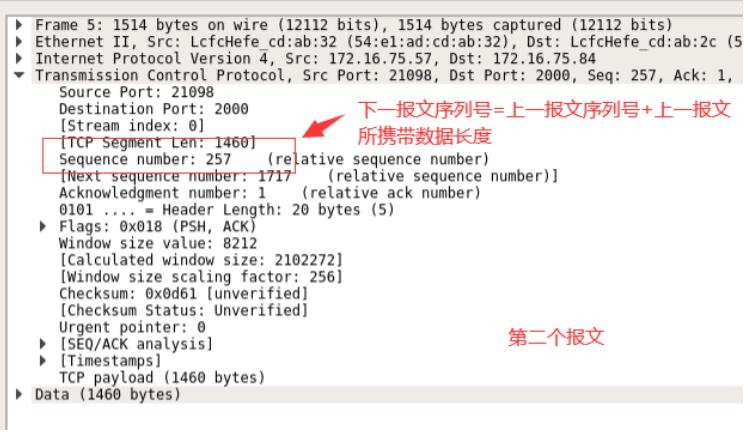 Frame 5: 1514 bytes on wire (12112 bits), 1514 bytes captured (12112 bits)
Ethernet II, Src: LcfcHefe_cd:ab:32 (54:e1:ad:cd:ab:32), Dst: LcfcHefe_cd:ab:2c (5
Internet Protocol Version 4, Src: 172.16.75.57, Dst: 172.16.75.84
Transmission Control Protocol, Src Port: 21098, Dst Port: 2000, Seq: 257, Ack: 1,
Source Port: 21098
Destination Port: 2000
下一报文序列号=上一报文序列号+上一报文
[Stream index: 0]
所携带数据长度
[TCP Segment Len: 1460]
Sequence number: 257 (relative sequence number)
[Next sequence number: 1717 (relative sequence number)]
Acknowledgment number: 1 (relative ack number)
0101 .... = Header Length: 20 bytes (5)
Flags: 0x018 (PSH, ACK)
Window size value: 8212
[Calculated window size: 2102272]
[Window size scaling factor: 256]
Checksum: 0x0d61 [unverified]
[Checksum Status: Unverified]
Urgent pointer: 0
第二个报文
[SEQ/ACK analysis]
[Timestamps]
TCP payload (1460 bytes)
Data (1460 bytes)